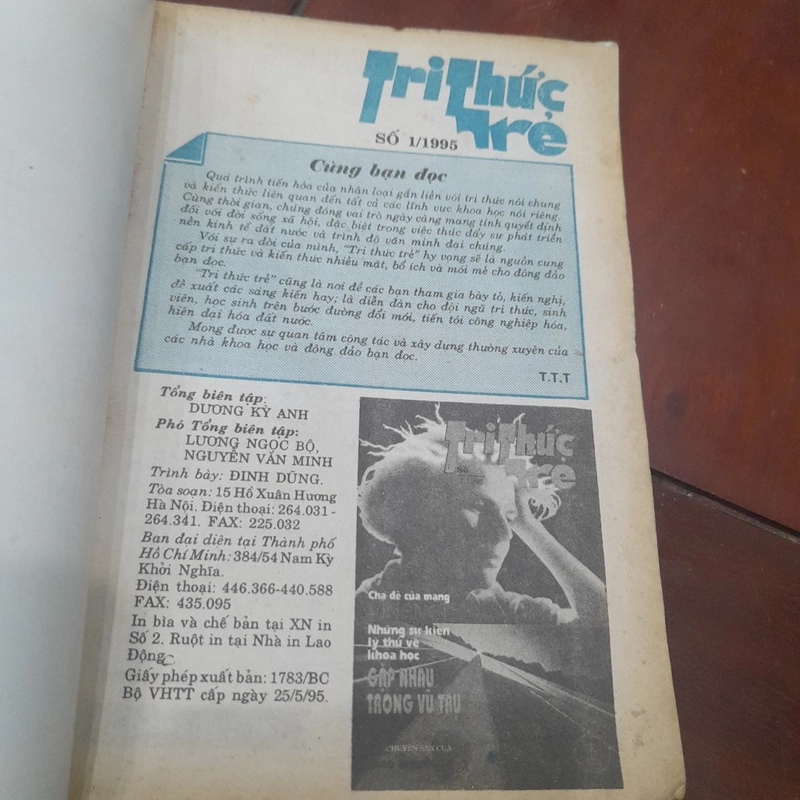 Tri Thức
Trẻ
SỐ 1/1995
Cùng bạn đọc
Quá trình tiến hóa của nhân loại gắn liền với tri thức nói chung
và kiến thức liên quan đến tất cả các lĩnh vực khoa học nói riêng.
Cùng thời gian, chúng đóng vai trò ngày càng mang tính quyết định
đối với đời sống xã hội, đặc biệt trong việc thúc đẩy sự phát triển
nền kinh tế đất nước và trình độ văn minh đại chúng.
Với sự ra đời của mình, "Tri thức trẻ" hy vọng sẽ là nguồn cung
cấp tri thức và kiến thức nhiều mặt, bổ ích và mới mẻ cho đông đảo
bạn đọc.
"Tri thức trẻ" cũng là nơi để các bạn tham gia bày tỏ, kiến nghị,
đề xuất các sáng kiến hay; là diễn đàn cho đội ngũ trí thức, sinh
viên, học sinh trên bước đường đổi mới, tiến tới công nghiệp hóa,
hiện đại hóa đất nước.
Mong được sự quan tâm cộng tác và xây dựng thường xuyên của
các nhà khoa học và đông đảo bạn đọc.
T.T.T
Tổng biên tập:
DƯƠNG KỲ ANH
Phó Tổng biên tập:
LƯƠNG NGỌC BỘ,
NGUYỄN VĂN MINH
Trình bày: ĐINH DŨNG.
Tòa soạn: 15 Hồ Xuân Hương
Hà Nội. Điện thoại: 264.031 -
264.341. FAX: 225.032
Ban đại diện tại Thành phố
Hồ Chí Minh: 384/54 Nam Kỳ
Khởi Nghĩa.
Điện thoại: 446.366-440.588
FAX: 435.095
In bìa và chế bản tại XN in
Số 2. Ruột in tại Nhà in Lao
Động
Giấy phép xuất bản: 1783/BC
Bộ VHTT cấp ngày 25/5/95.
Tri Thức
Trẻ
Số
Cha đẻ của mạng
Những sự kiện
lý thú về
khoa học
GẶP NHAU
TRONG VŨ TRỤ
CHUYÊN SAN CỦA